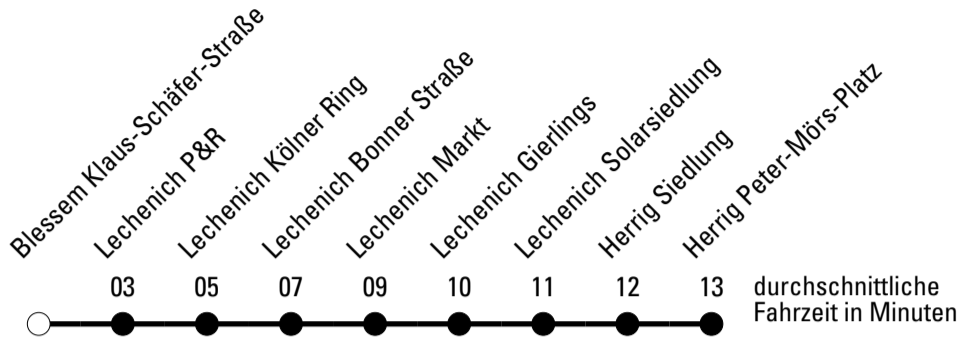 Blessem Klaus-Schäfer-Straße
Lechenich P&R
Lechenich Kölner Ring
Lechenich Bonner Straße
Lechenich Markt
Lechenich Gierlings
Lechenich Solarsiedlung
Herrig Siedlung
Herrig Peter-Mörs-Platz
03 05 07 09 10 11 12 13
durchschnittliche
Fahrzeit in Minuten